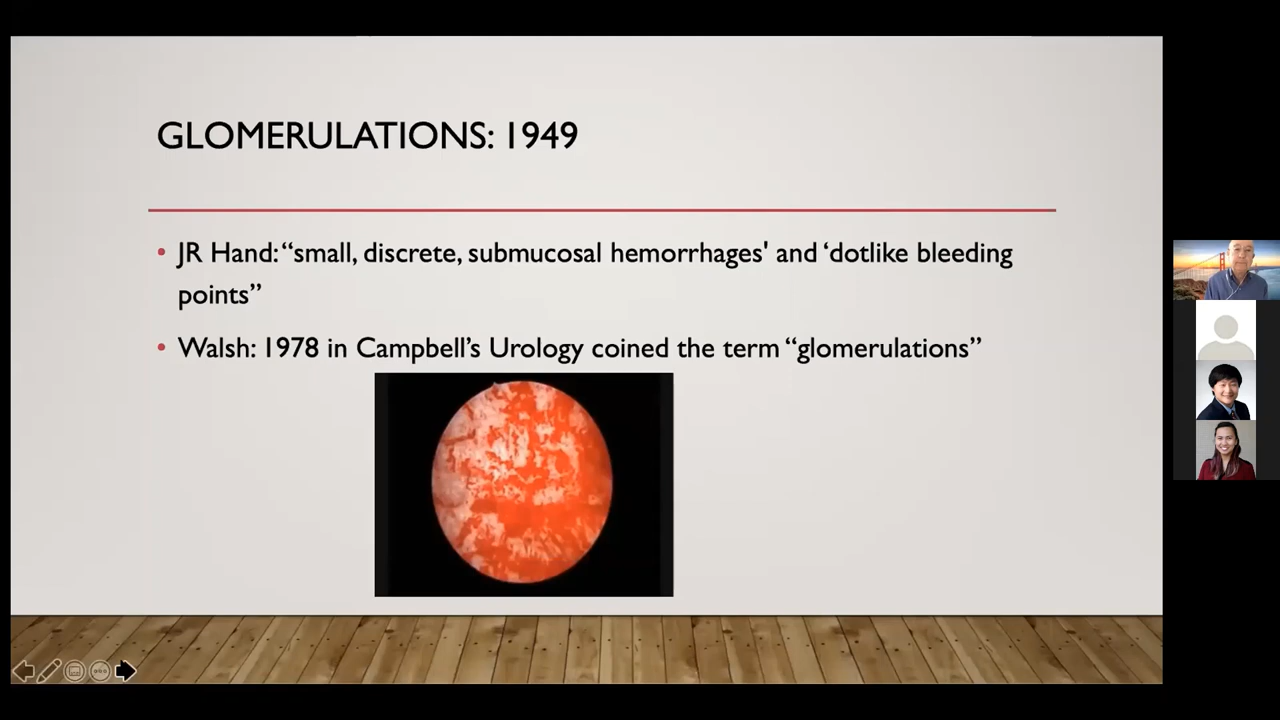 GLOMERULATIONS: 1949
• JR Hand: “small, discrete, submucosal hemorrhages' and ‘dotlike bleeding
points”
• Walsh: 1978 in Campbell’s Urology coined the term “glomerulations”